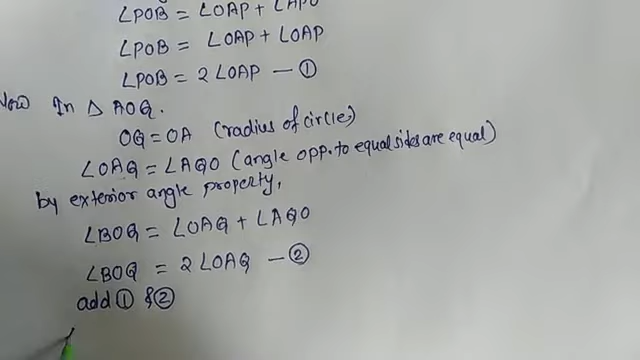 ∠POB = ∠OAP + ∠APO
∠POB = ∠OAP + ∠OAP
∠POB = 2∠OAP — ①
Now In △ AOQ.
OQ = OA (radius of circle)
∠OAQ = ∠AQO (angle opp. to equal sides are equal)
by exterior angle property,
∠BOQ = ∠OAQ + ∠AQO
∠BOQ = 2∠OAQ — ②
add ① & ②